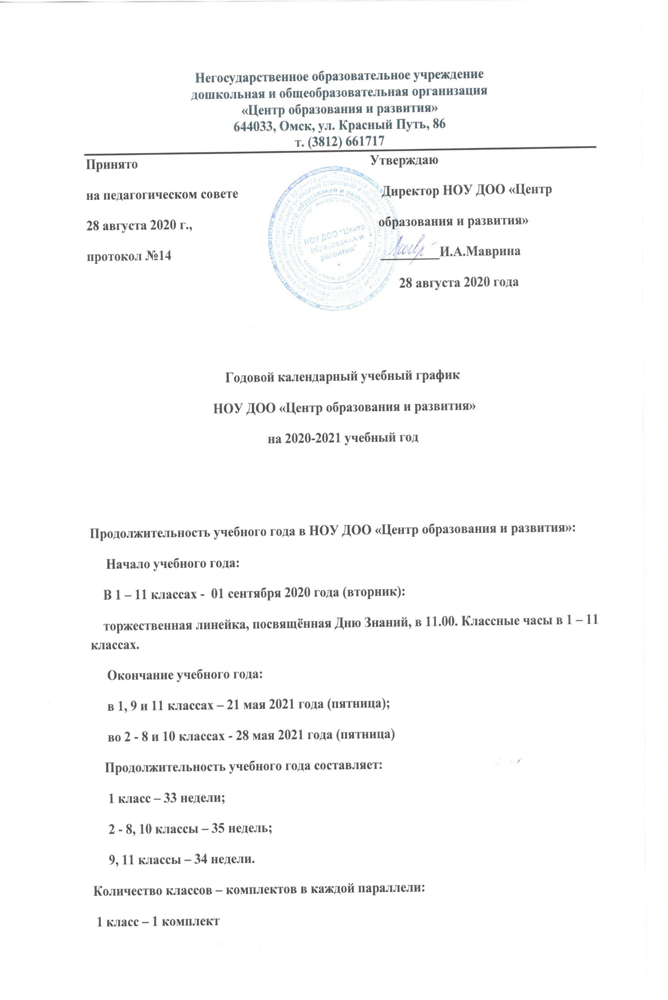 Негосударственное образовательное учреждение
дошкольная и общеобразовательная организация
«Центр образования и развития»
644033, Омск, ул. Красный Путь, 86
т. (3812) 661717
Принято
на педагогическом совете
28 августа 2020 г.,
протокол №14
НОУ ДОО "Центр
образования и
развития"
Утверждаю
Директор НОУ ДОО «Центр
образования и развития»
__________И.А.Маврина
28 августа 2020 года
Годовой календарный учебный график
НОУ ДОО «Центр образования и развития»
на 2020-2021 учебный год
Продолжительность учебного года в НОУ ДОО «Центр образования и развития»:
Начало учебного года:
В 1 – 11 классах - 01 сентября 2020 года (вторник):
торжественная линейка, посвящённая Дню Знаний, в 11.00. Классные часы в 1 – 11
классах.
Окончание учебного года:
в 1, 9 и 11 классах – 21 мая 2021 года (пятница);
во 2 - 8 и 10 классах - 28 мая 2021 года (пятница)
Продолжительность учебного года составляет:
1 класс – 33 недели;
2 - 8, 10 классы – 35 недель;
9, 11 классы – 34 недели.
Количество классов – комплектов в каждой параллели:
1 класс – 1 комплект